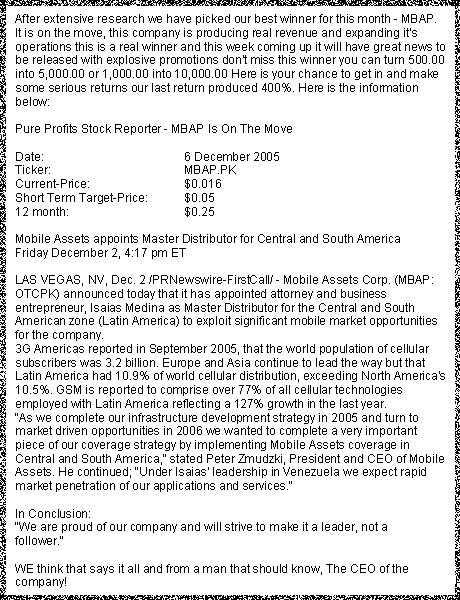 After extensive research we have picked our best winner for this month - MBAP.
It is on the move, this company is producing real revenue and expanding it's
operations this is a real winner and this week coming up it will have great news to
be released with explosive promotions don't miss this winner you can turn 500.00
into 5,000.00 or 1,000.00 into 10,000.00 Here is your chance to get in and make
some serious returns our last return produced 400%. Here is the information
below:
Pure Profits Stock Reporter - MBAP Is On The Move
Date: 6 December 2005
Ticker: MBAP.PK
Current-Price: $0.016
Short Term Target-Price: $0.05
12 month: $0.25
Mobile Assets appoints Master Distributor for Central and South America
Friday December 2, 4:17 pm ET
LAS VEGAS, NV, Dec. 2 /PRNewswire-FirstCall/ - Mobile Assets Corp. (MBAP:
OTCPK) announced today that it has appointed attorney and business
entrepreneur, Isaias Medina as Master Distributor for the Central and South
American zone (Latin America) to exploit significant mobile market opportunities
for the company.
3G Americas reported in September 2005, that the world population of cellular
subscribers was 3.2 billion. Europe and Asia continue to lead the way but that
Latin America had 10.9% of world cellular distribution, exceeding North America's
10.5%. GSM is reported to comprise over 77% of all cellular technologies
employed with Latin America reflecting a 127% growth in the last year.
"As we complete our infrastructure development strategy in 2005 and turn to
market driven opportunities in 2006 we wanted to complete a very important
piece of our coverage strategy by implementing Mobile Assets coverage in
Central and South America," stated Peter Zmudzki, President and CEO of Mobile
Assets. He continued; "Under Isaias' leadership in Venezuela we expect rapid
market penetration of our applications and services."
In Conclusion:
"We are proud of our company and will strive to make it a leader, not a
follower."
WE think that says it all and from a man that should know, The CEO of the
company!